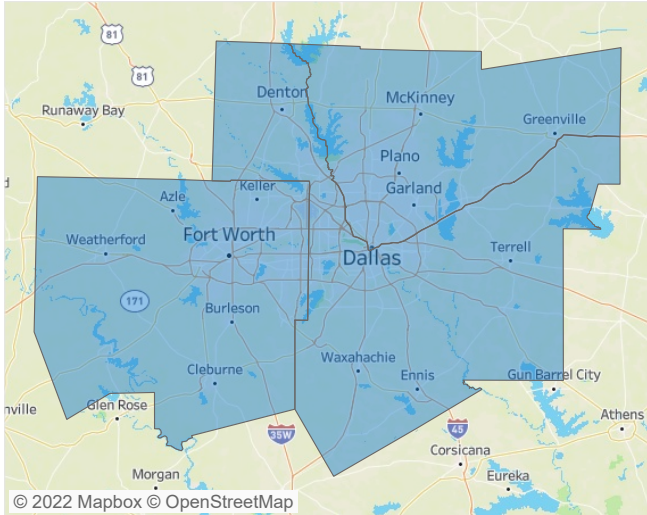 81
81
Runaway Bay
Denton
McKinney
Greenville
Plano
Keller
Garland
Azle
Weatherford
Fort Worth
Dallas
Terrell
171
Burleson
Waxahachie
Cleburne
Ennis
Gun Barrel City
nville
Glen Rose
Athens
35W
45
Corsicana
Morgan
Eureka
© 2022 Mapbox © OpenStreetMap